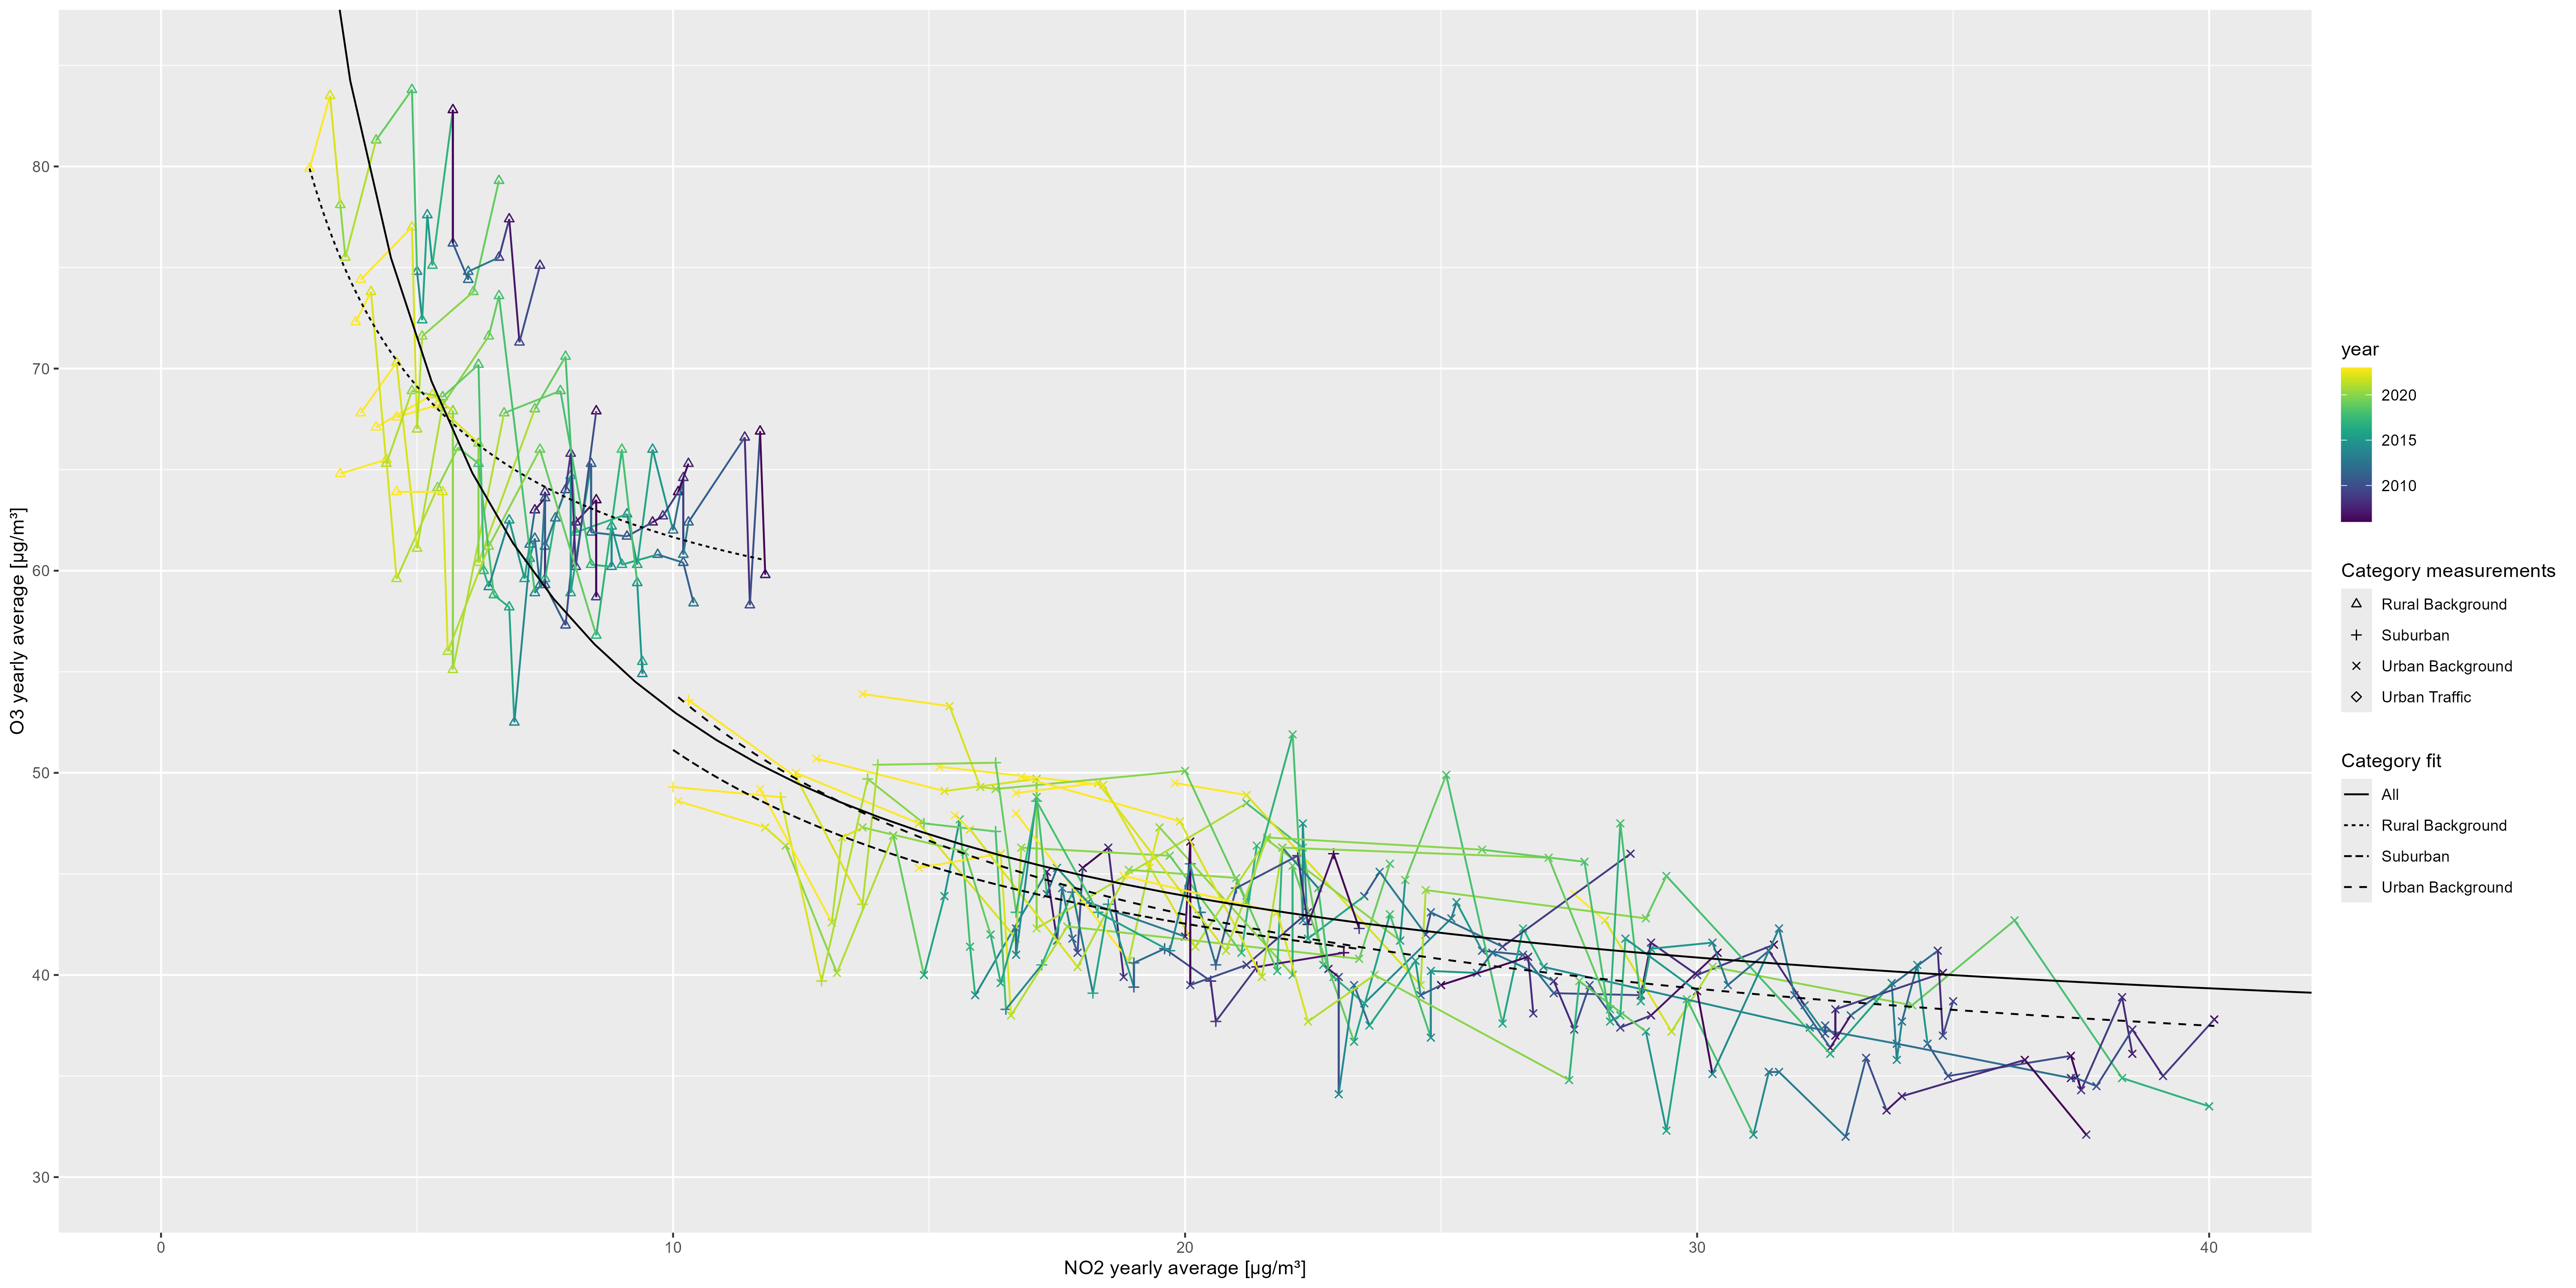 80
70
60
50
40
30
O3 yearly average [µg/m³]
0
10
20
30
40
NO2 yearly average [µg/m³]
year
2020
2015
2010
Category measurements
Rural Background
Suburban
Urban Background
Urban Traffic
Category fit
All
Rural Background
Suburban
Urban Background